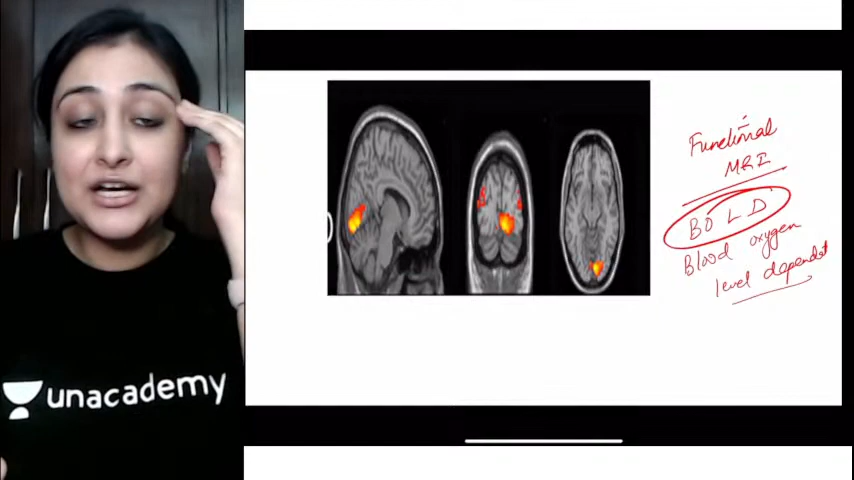 unacademy
Functional
MRI
BOLD
Blood oxygen
level dependent